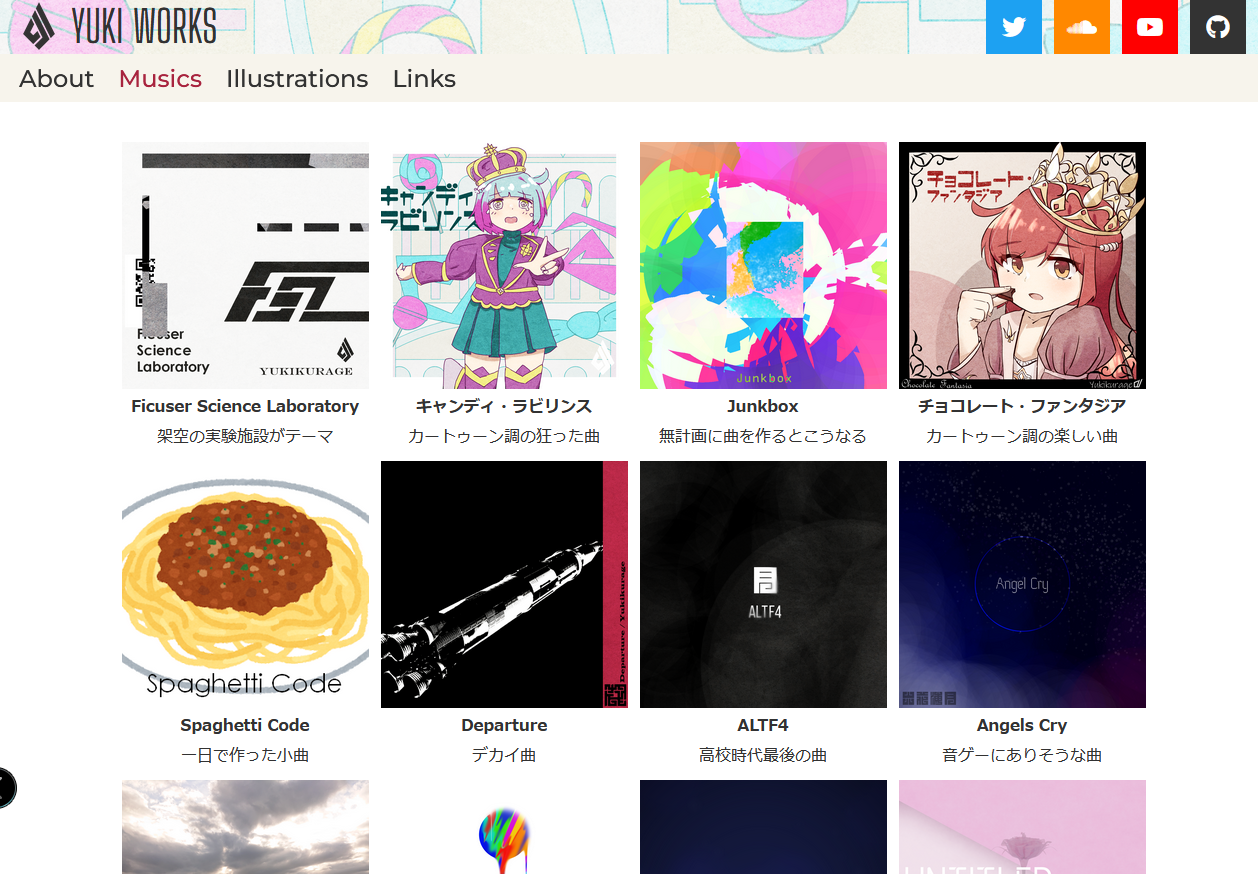 YUKI WORKS
About
Musics
Illustrations
Links
Ficuser
Science
Laboratory
YUKIKURAGE
キャンディ
ラビリンス
Junkbox
チョコレート・
ファンタジア
Chocolate Fantasia
Yukikurage
Ficuser Science Laboratory
キャンディ・ラビリンス
Junkbox
チョコレート・ファンタジア
架空の実験施設がテーマ
カートゥーン調の狂った曲
無計画に曲を作るとこうなる
カートゥーン調の楽しい曲
Spaghetti Code
Departure / Yukikurage
ALTF4
Angel Cry
Spaghetti Code
Departure
ALTF4
Angels Cry
一日で作った小曲
デカイ曲
高校時代最後の曲
音ゲーにありそうな曲
UNTITLED